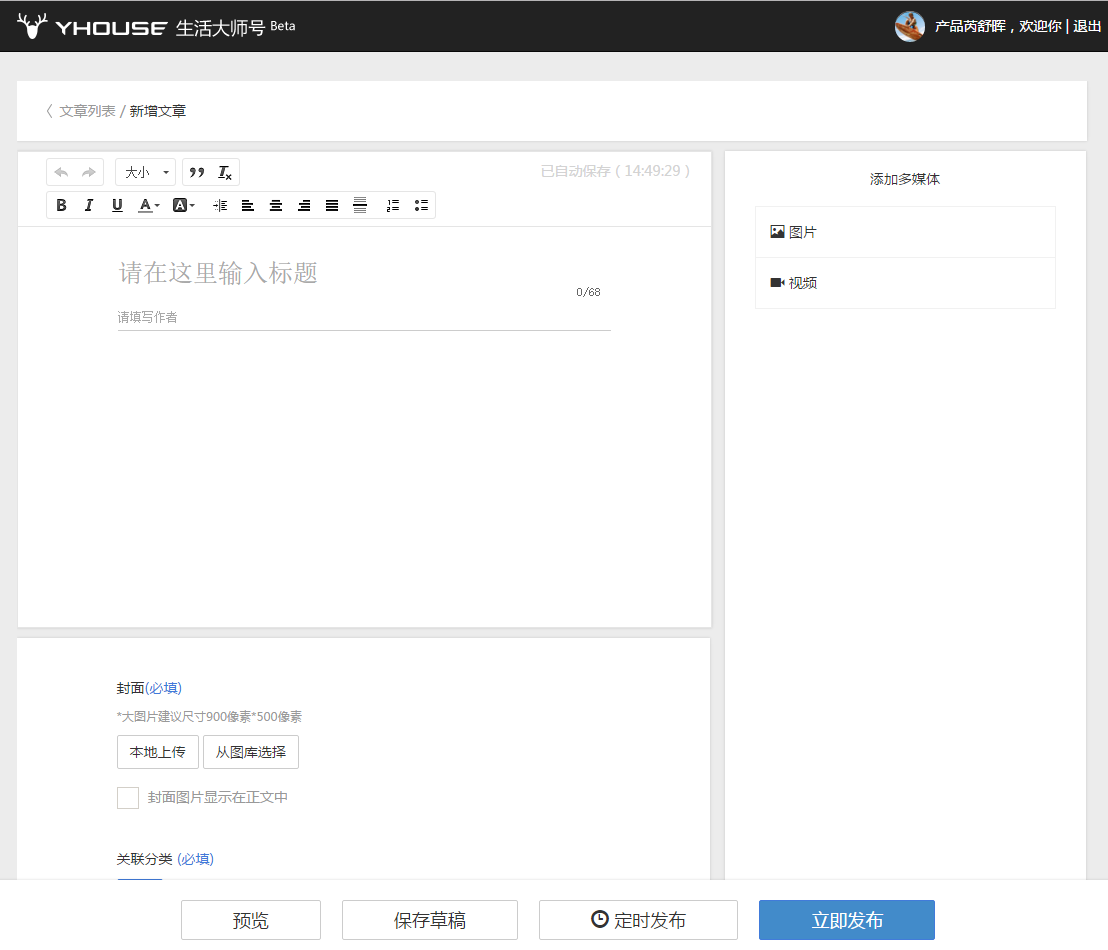 YHOUSE 生活大师号 Beta
产品芮舒晖，欢迎你 | 退出
〈 文章列表 / 新增文章
大小
已自动保存（14:49:29）
B I U A A
请在这里输入标题
0/68
请填写作者
添加多媒体
图片
视频
封面(必填)
*大图片建议尺寸900像素*500像素
本地上传 从图库选择
封面图片显示在正文中
关联分类 (必填)
预览 保存草稿 定时发布 立即发布